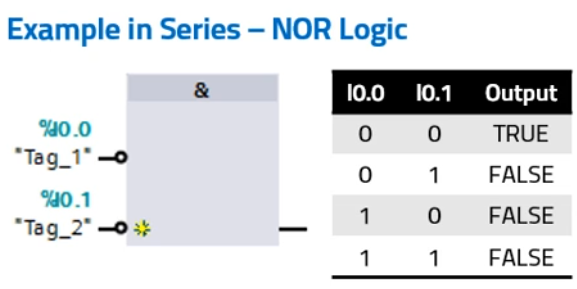 Example in Series – NOR Logic
&
%I0.0
"Tag_1"
%I0.1
"Tag_2"
I0.0 I0.1 Output
0 0 TRUE
0 1 FALSE
1 0 FALSE
1 1 FALSE